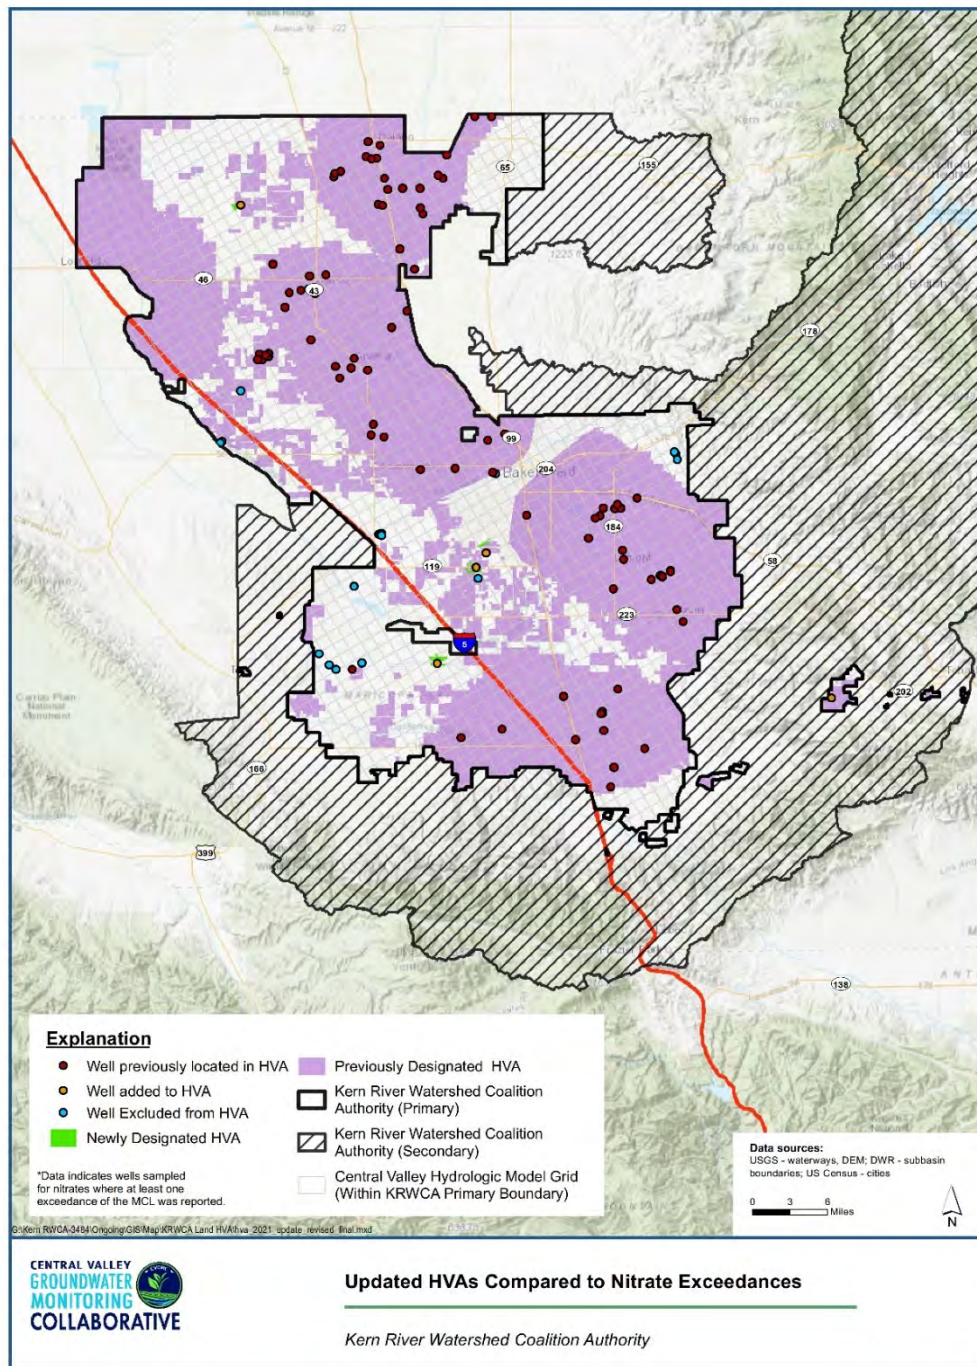 155
65
46
43
178
99
204
184
119
58
223
5
202
166
399
138
Explanation
Well previously located in HVA
Well added to HVA
Well Excluded from HVA
Newly Designated HVA
*Data indicates wells sampled
for nitrates where at least one
exceedance of the MCL was reported.
Previously Designated HVA
Kern River Watershed Coalition
Authority (Primary)
Kern River Watershed Coalition
Authority (Secondary)
Central Valley Hydrologic Model Grid
(Within KRWCA Primary Boundary)
Data sources:
USGS - waterways, DEM; DWR - subbasin
boundaries; US Census - cities
0 3 6
Miles
N
CENTRAL VALLEY
GROUNDWATER
MONITORING
COLLABORATIVE
Updated HVAs Compared to Nitrate Exceedances
Kern River Watershed Coalition Authority